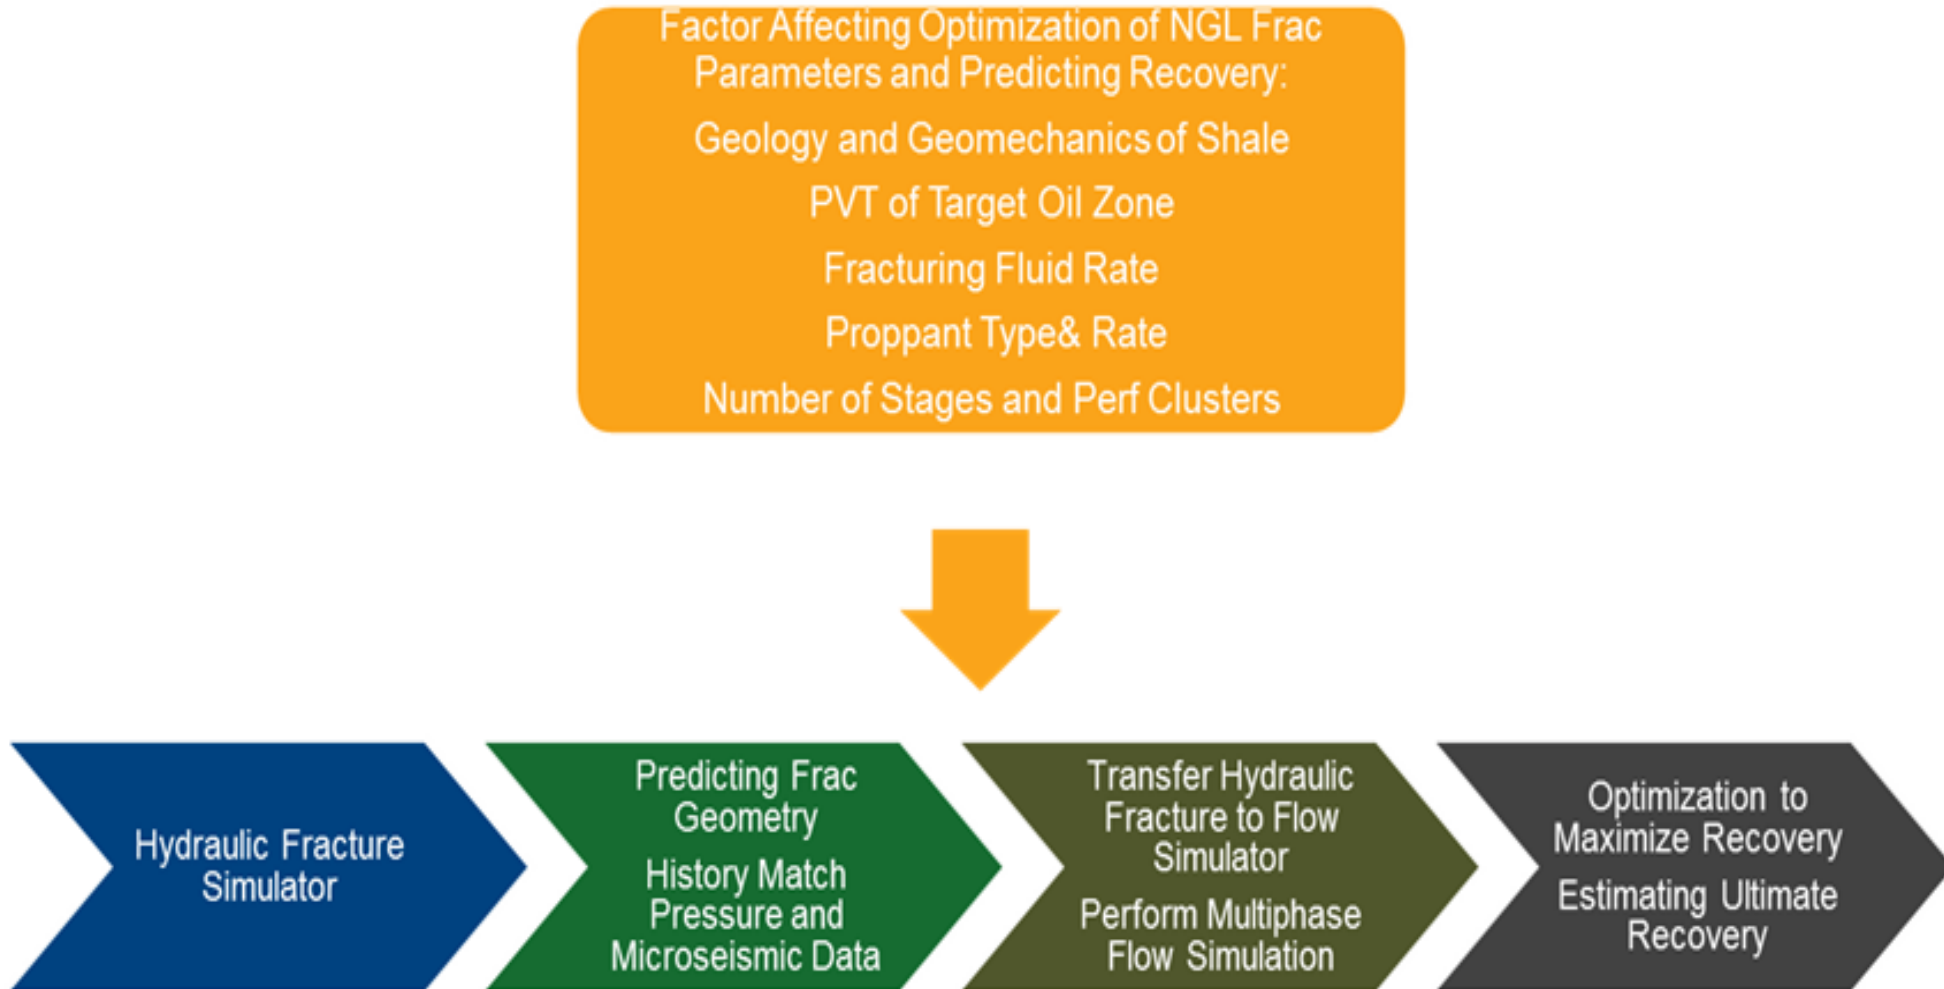 Factor Affecting Optimization of NGL Frac
Parameters and Predicting Recovery:
Geology and Geomechanics of Shale
PVT of Target Oil Zone
Fracturing Fluid Rate
Proppant Type& Rate
Number of Stages and Perf Clusters
Hydraulic Fracture
Simulator
Predicting Frac
Geometry
History Match
Pressure and
Microseismic Data
Transfer Hydraulic
Fracture to Flow
Simulator
Perform Multiphase
Flow Simulation
Optimization to
Maximize Recovery
Estimating Ultimate
Recovery